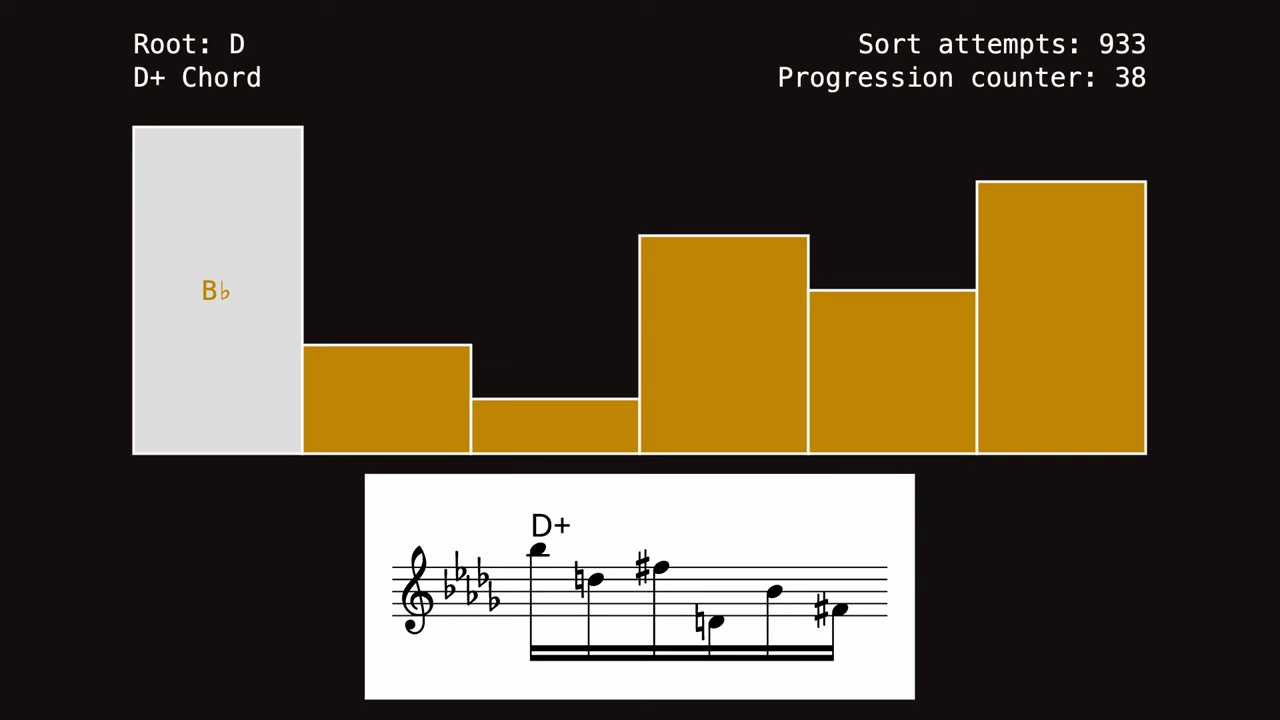 Root: D
D+ Chord
Sort attempts: 933
Progression counter: 38
B♭
D+